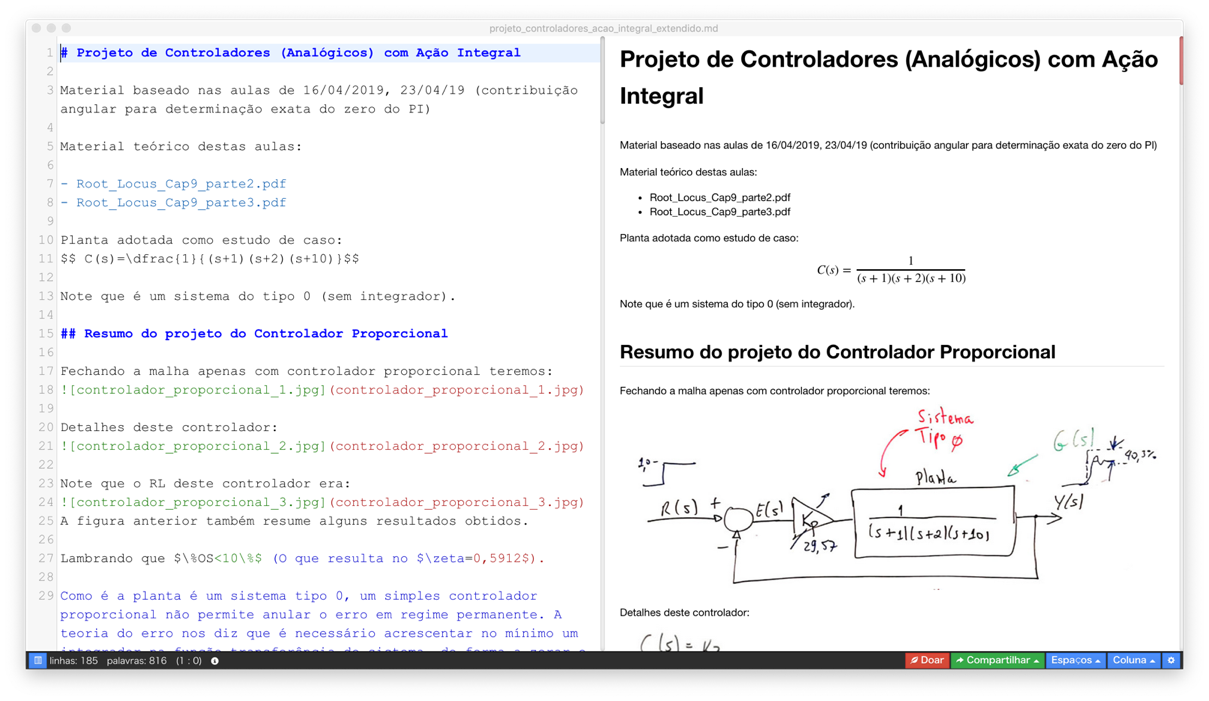 projeto_controladores_acao_integral_extendido.md
1 # Projeto de Controladores (Analógicos) com Ação Integral
2
3 Material baseado nas aulas de 16/04/2019, 23/04/19 (contribuição
angular para determinação exata do zero do PI)
4
5 Material teórico destas aulas:
6
7 - Root_Locus_Cap9_parte2.pdf
8 - Root_Locus_Cap9_parte3.pdf
9
10 Planta adotada como estudo de caso:
11 $$ C(s)=\dfrac{1}{(s+1)(s+2)(s+10)}$$
12
13 Note que é um sistema do tipo 0 (sem integrador).
14
15 ## Resumo do projeto do Controlador Proporcional
16
17 Fechando a malha apenas com controlador proporcional teremos:
18 ![controlador_proporcional_1.jpg](controlador_proporcional_1.jpg)
19
20 Detalhes deste controlador:
21 ![controlador_proporcional_2.jpg](controlador_proporcional_2.jpg)
22
23 Note que o RL deste controlador era:
24 ![controlador_proporcional_3.jpg](controlador_proporcional_3.jpg)
25 A figura anterior também resume alguns resultados obtidos.
26
27 Lambrando que $\%OS<10\%$ (O que resulta no $\zeta=0,5912$).
28
29 Como é a planta é um sistema tipo 0, um simples controlador
proporcional não permite anular o erro em regime permanente. A
teoria do erro nos diz que é necessário acrescentar no mínimo um
Projeto de Controladores (Analógicos) com Ação
Integral
Material baseado nas aulas de 16/04/2019, 23/04/19 (contribuição angular para determinação exata do zero do PI)
Material teórico destas aulas:
• Root_Locus_Cap9_parte2.pdf
• Root_Locus_Cap9_parte3.pdf
Planta adotada como estudo de caso:
C(s) = 1 / (s + 1)(s + 2)(s + 10)
Note que é um sistema do tipo 0 (sem integrador).
Resumo do projeto do Controlador Proporcional
Fechando a malha apenas com controlador proporcional teremos:
Sistema
Tipo ∅
G(s)
1,0
40,3%
Planta
R(s) + E(s) Kp 1 Y(s)
(s+1)(s+2)(s+10)
− 29,57
Detalhes deste controlador:
linhas: 185 palavras: 816 (1 : 0)
Doar
Compartilhar
Espaços
Coluna